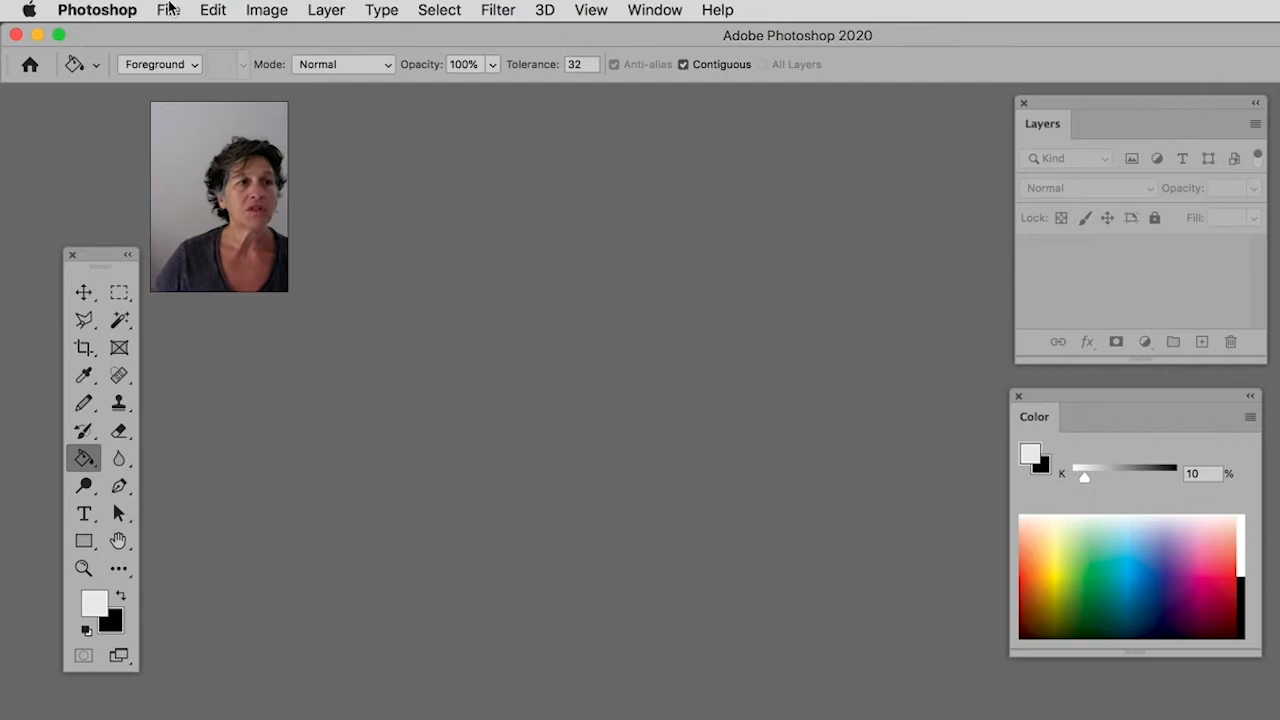 Photoshop File Edit Image Layer Type Select Filter 3D View Window Help
Adobe Photoshop 2020
Foreground Mode: Normal Opacity: 100% Tolerance: 32 Anti-alias Contiguous All Layers
Layers
Kind
Normal Opacity:
Lock: Fill:
Color
K 10 %